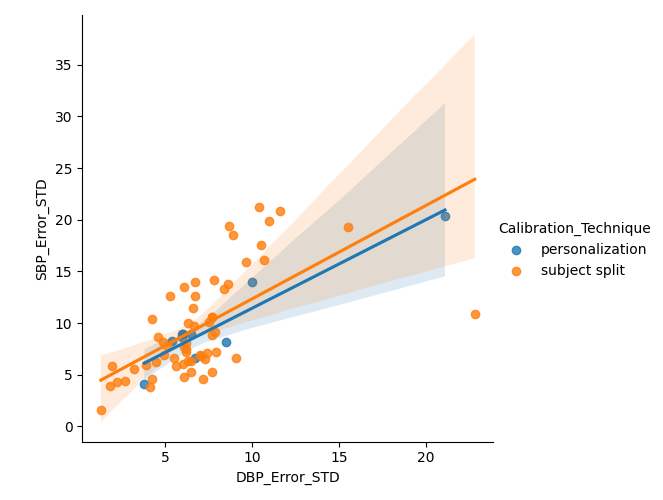 35
30
25
20
15
10
5
0
SBP_Error_STD
5
10
15
20
DBP_Error_STD
Calibration_Technique
personalization
subject split